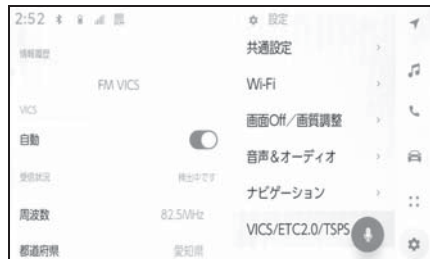 2:52
情報履歴
FM VICS
VICS
自動
受信状況 検出中です
周波数 82.5MHz
都道府県 愛知県
設定
共通設定
Wi-Fi
画面Off／画質調整
音声＆オーディオ
ナビゲーション
VICS/ETC2.0/TSPS